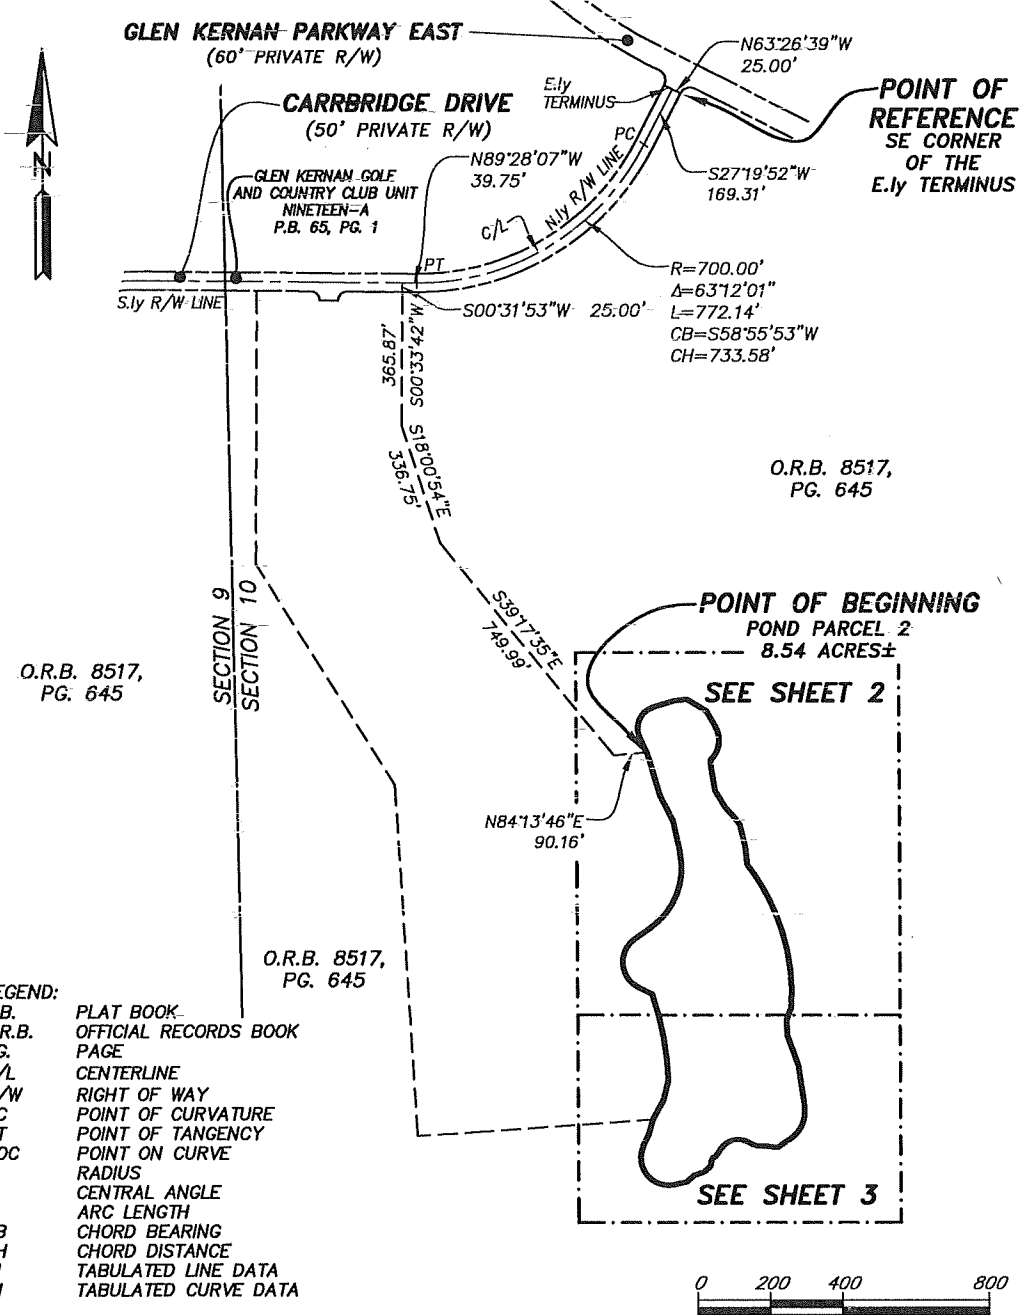 GLEN KERNAN PARKWAY EAST
(60' PRIVATE R/W)
N63°26'39"W
25.00'
E.ly
TERMINUS
POINT OF
REFERENCE
SE CORNER
OF THE
E.ly TERMINUS
CARRBRIDGE DRIVE
(50' PRIVATE R/W)
N
GLEN KERNAN GOLF
AND COUNTRY CLUB UNIT
NINETEEN-A
P.B. 65, PG. 1
N89°28'07"W
39.75'
PC
S27°19'52"W
169.31'
N.ly R/W LINE
C/L
PT
S.ly R/W LINE
S00°31'53"W 25.00'
R=700.00'
Δ=63°12'01"
L=772.14'
CB=S58°55'53"W
CH=733.58'
S00°33'42"W
365.87'
S18°00'54"E
336.75'
O.R.B. 8517,
PG. 645
S39°17'35"E
749.99'
SECTION 9
SECTION 10
POINT OF BEGINNING
POND PARCEL 2
8.54 ACRES±
O.R.B. 8517,
PG. 645
SEE SHEET 2
N84°13'46"E
90.16'
O.R.B. 8517,
PG. 645
EGEND:
B. PLAT BOOK
R.B. OFFICIAL RECORDS BOOK
G. PAGE
/L CENTERLINE
/W RIGHT OF WAY
C POINT OF CURVATURE
T POINT OF TANGENCY
OC POINT ON CURVE
RADIUS
CENTRAL ANGLE
ARC LENGTH
B CHORD BEARING
H CHORD DISTANCE
TABULATED LINE DATA
TABULATED CURVE DATA
SEE SHEET 3
0 200 400 800